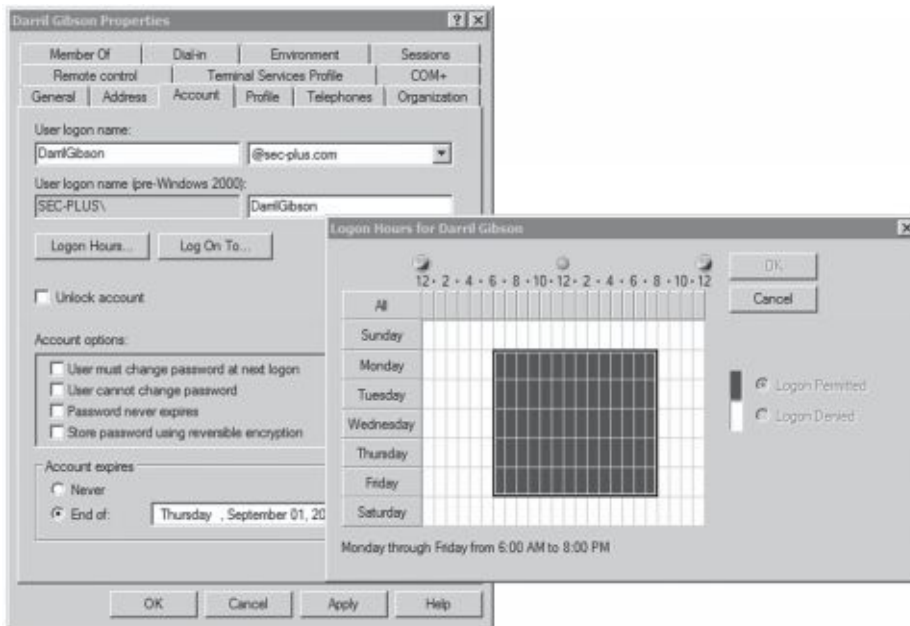 Darril Gibson Properties
Member Of Dial-in Environment Sessions
Remote control Terminal Services Profile COM+
General Address Account Profile Telephones Organization
User logon name:
DarrilGibson @sec-plus.com
User logon name (pre-Windows 2000):
SEC-PLUS\ DarrilGibson
Logon Hours... Log On To...
Unlock account
Account options:
User must change password at next logon
User cannot change password
Password never expires
Store password using reversible encryption
Account expires
Never
End of: Thursday , September 01, 20
OK Cancel Apply Help
Logon Hours for Darril Gibson
12 · 2 · 4 · 6 · 8 · 10 · 12 · 2 · 4 · 6 · 8 · 10 · 12
All
Sunday
Monday
Tuesday
Wednesday
Thursday
Friday
Saturday
OK
Cancel
Logon Permitted
Logon Denied
Monday through Friday from 6:00 AM to 8:00 PM